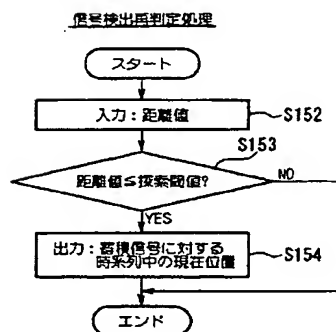 信号検出再判定処理
スタート
入力：距離値
S152
S153
距離値≦探索閾値?
NO
YES
出力：蓄積信号に対する
時系列中の現在位置
S154
エンド